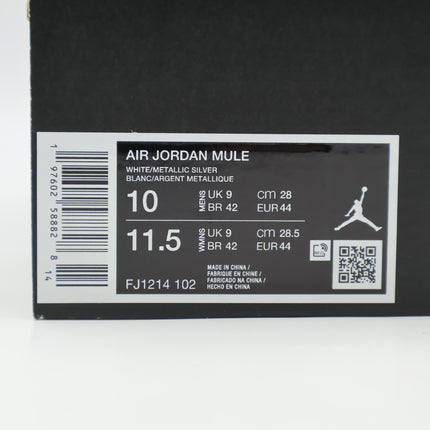 AIR JORDAN MULE
WHITE/METALLIC SILVER
BLANC/ARGENT METALLIQUE
10 MENS UK 9 CM 28
BR 42 EUR 44
11.5 WMNS UK 9 CM 28.5
BR 42 EUR 44
MADE IN CHINA /
FABRIQUE EN CHINE /
FABRICADO NA CHINA /
HECHO EN CHINA
FJ1214 102
1 97602 58882 8 14